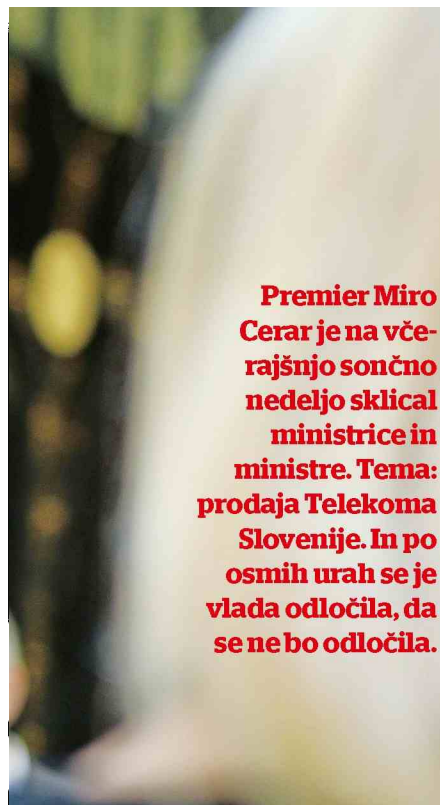 Premier Miro
Cerar je na vče-
rajšnjo sončno
nedeljo sklical
ministrice in
ministre. Tema:
prodaja Telekoma
Slovenije. In po
osmih urah se je
vlada odločila, da
se ne bo odločila.